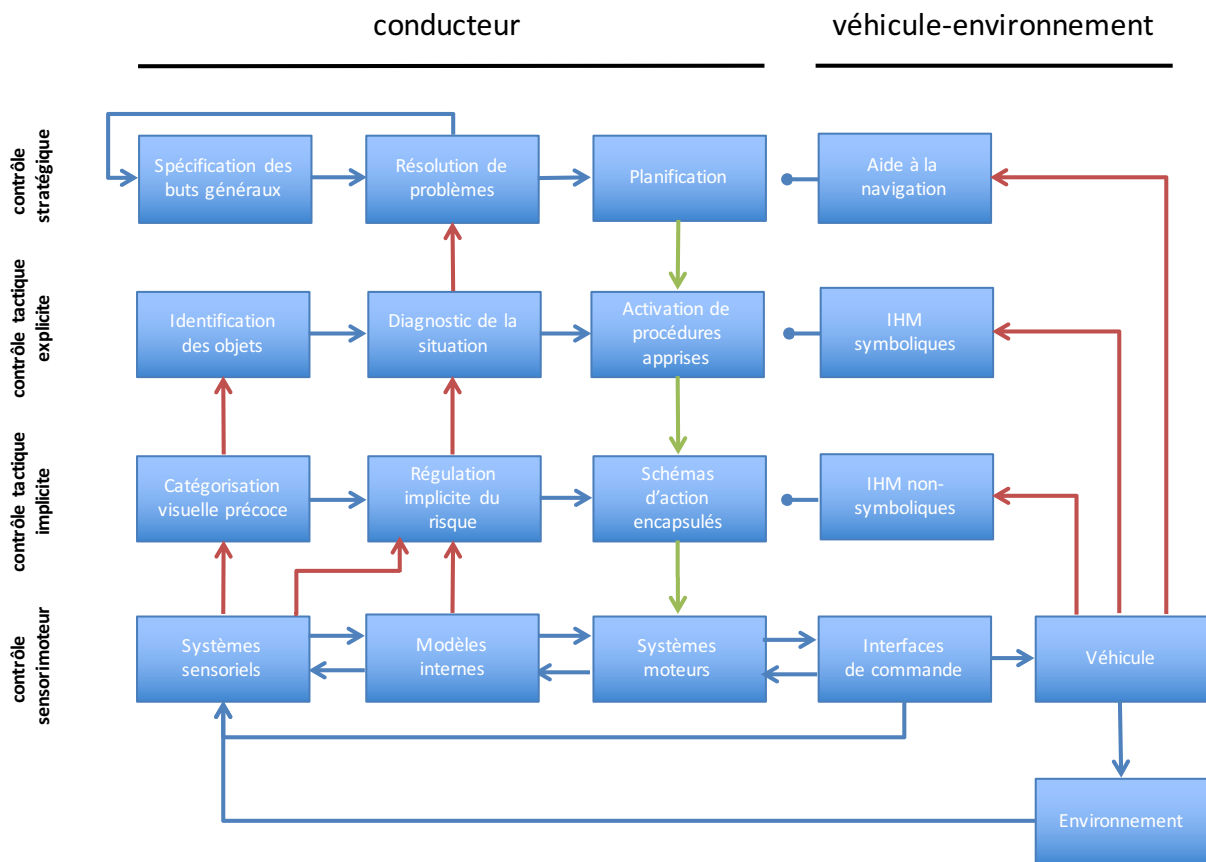 conducteur
véhicule-environnement
contrôle
stratégique
Spécification des
buts généraux
Résolution de
problèmes
Planification
Aide à la
navigation
contrôle tactique
explicite
Identification
des objets
Diagnostic de la
situation
Activation de
procédures
apprises
IHM
symboliques
contrôle tactique
implicite
Catégorisation
visuelle précoce
Régulation
implicite du
risque
Schémas
d’action
encapsulés
IHM non-
symboliques
contrôle
sensorimoteur
Systèmes
sensoriels
Modèles
internes
Systèmes
moteurs
Interfaces
de commande
Véhicule
Environnement